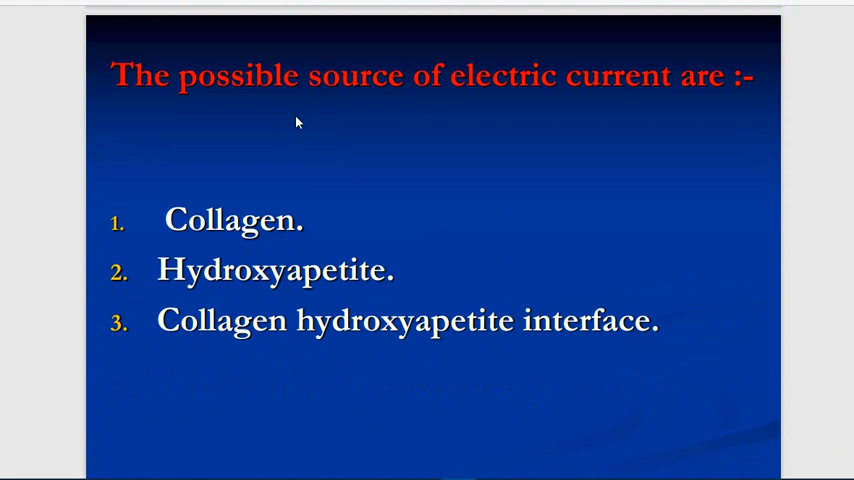 The possible source of electric current are :-
1. Collagen.
2. Hydroxyapetite.
3. Collagen hydroxyapetite interface.